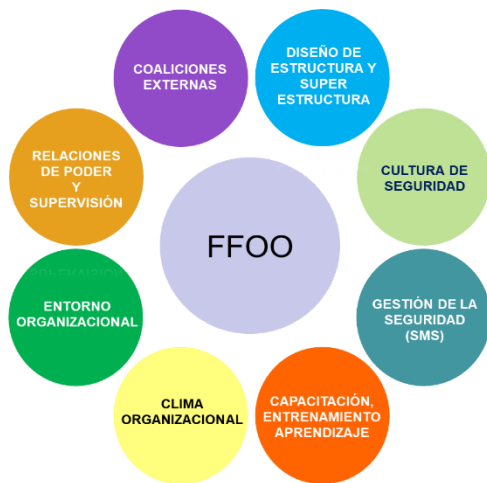 COALICIONES
EXTERNAS
DISEÑO DE
ESTRUCTURA Y
SUPER
ESTRUCTURA
RELACIONES
DE PODER
Y
SUPERVISIÓN
CULTURA DE
SEGURIDAD
FFOO
ENTORNO
ORGANIZACIONAL
GESTIÓN DE LA
SEGURIDAD
(SMS)
CLIMA
ORGANIZACIONAL
CAPACITACIÓN,
ENTRENAMIENTO
APRENDIZAJE